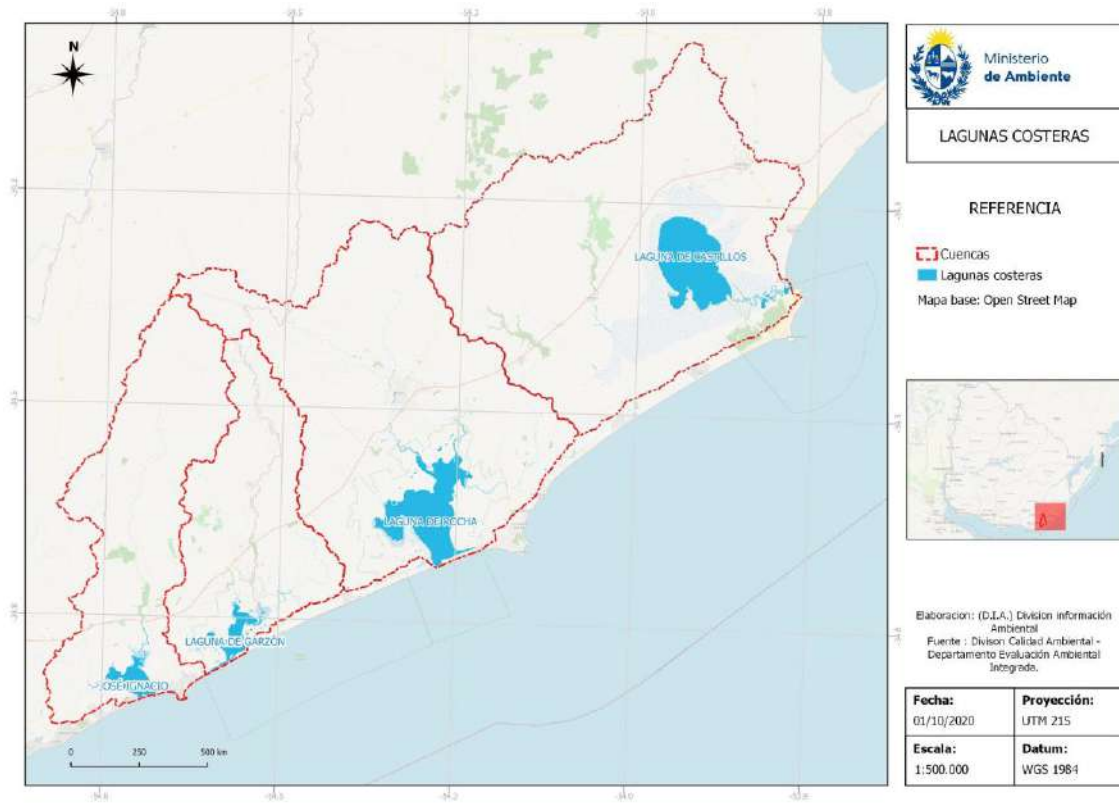 N
LAGUNA DE CASTILLOS
LAGUNA DE ROCHA
LAGUNA DE GARZÓN
JOSE IGNACIO
0 250 500 km
Ministerio
de Ambiente
LAGUNAS COSTERAS
REFERENCIA
Cuencas
Lagunas costeras
Mapa base: Open Street Map
Elaboracion: (D.I.A.) Division información
Ambiental
Fuente : Divison Calidad Ambiental -
Departamento Evaluación Ambiental
Integrada.
Fecha:
01/10/2020
Proyección:
UTM 21S
Escala:
1:500.000
Datum:
WGS 1984